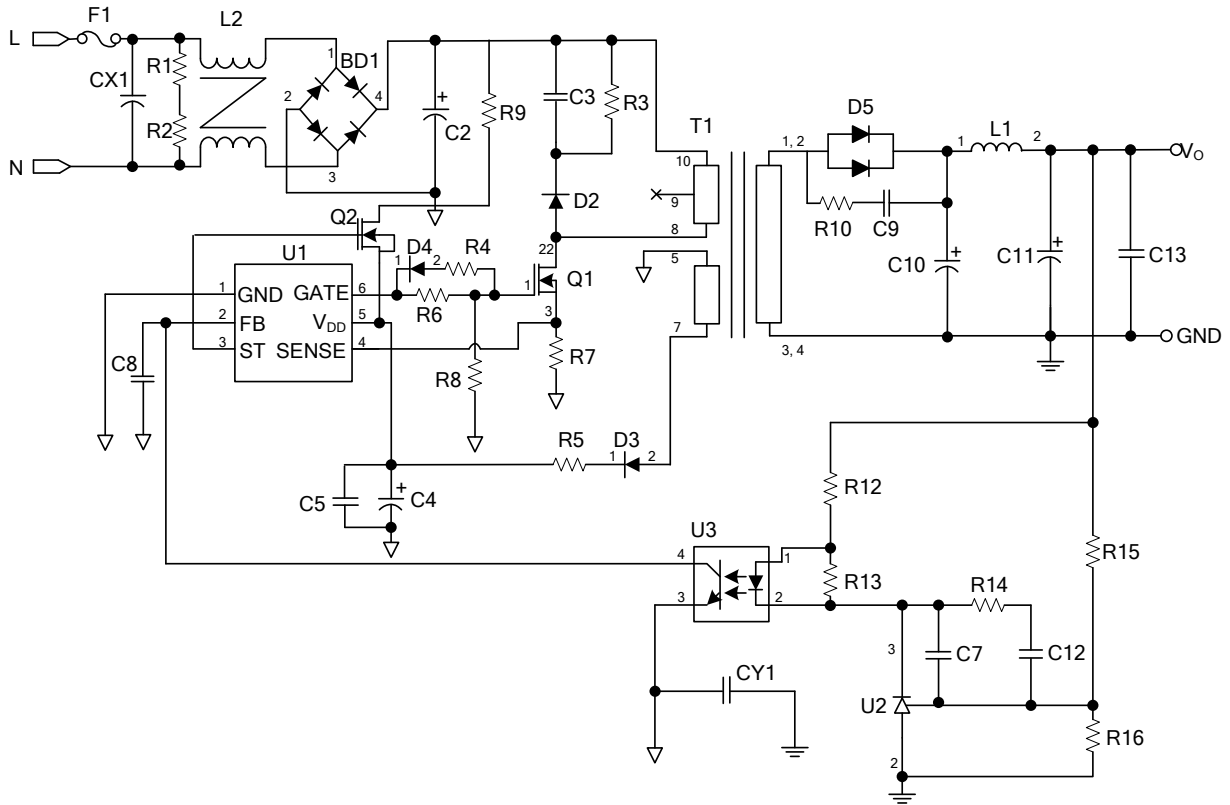 F1
L2
L
R1
CX1
R2
N
1
BD1
2
4
3
+
C2
R9
C3
R3
D2
T1
10
9
8
5
7
1, 2
3, 4
D5
R10
C9
1
L1
2
V_O
+
C10
+
C11
C13
GND
Q2
U1
1
GND
GATE
6
2
FB
V_DD
5
3
ST
SENSE
4
D4
1
2
R4
R6
22
1
Q1
3
R7
R8
C8
R5
1
D3
2
C5
+
C4
U3
4
3
1
2
R12
R13
R14
R15
C7
C12
3
U2
2
R16
CY1